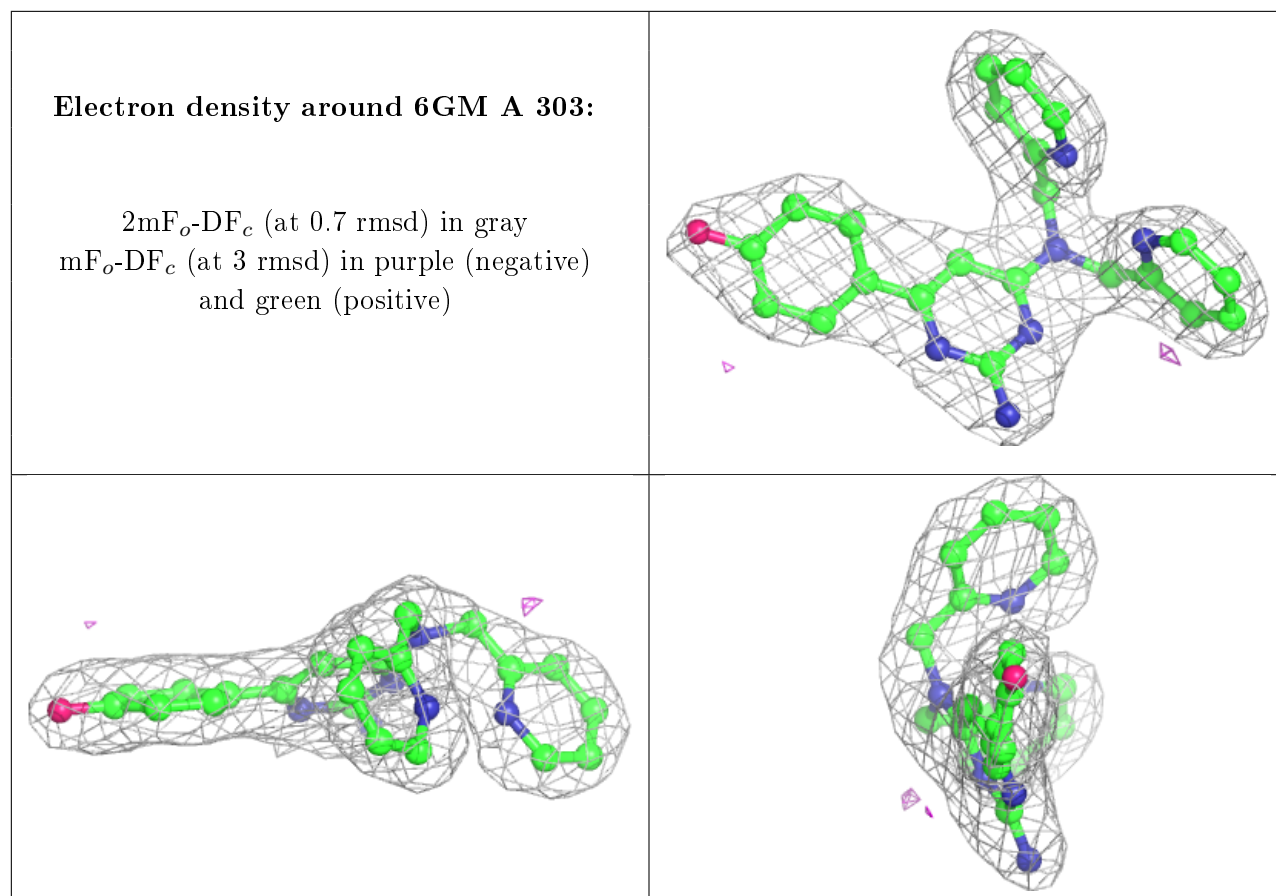 Electron density around 6GM A 303:
2mFo-DFc (at 0.7 rmsd) in gray
mFo-DFc (at 3 rmsd) in purple (negative)
and green (positive)